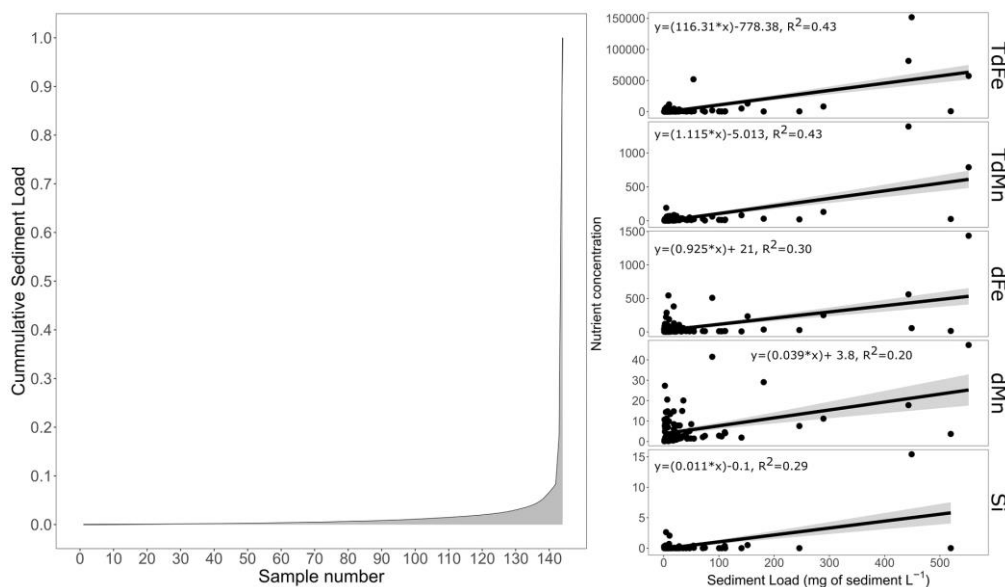 1.0
0.9
0.8
0.7
0.6
0.5
0.4
0.3
0.2
0.1
0.0
Cummulative Sediment Load
0 10 20 30 40 50 60 70 80 90 100 110 120 130 140
Sample number
Nutrient concentration
y=(116.31*x)-778.38, R²=0.43
150000
100000
50000
0
TdFe
y=(1.115*x)-5.013, R²=0.43
1000
500
0
TdMn
y=(0.925*x)+ 21, R²=0.30
1500
1000
500
0
dFe
y=(0.039*x)+ 3.8, R²=0.20
50
40
30
20
10
0
dMn
y=(0.011*x)-0.1, R²=0.29
15
10
5
0
Si
0 100 200 300 400 500
Sediment Load (mg of sediment L⁻¹)